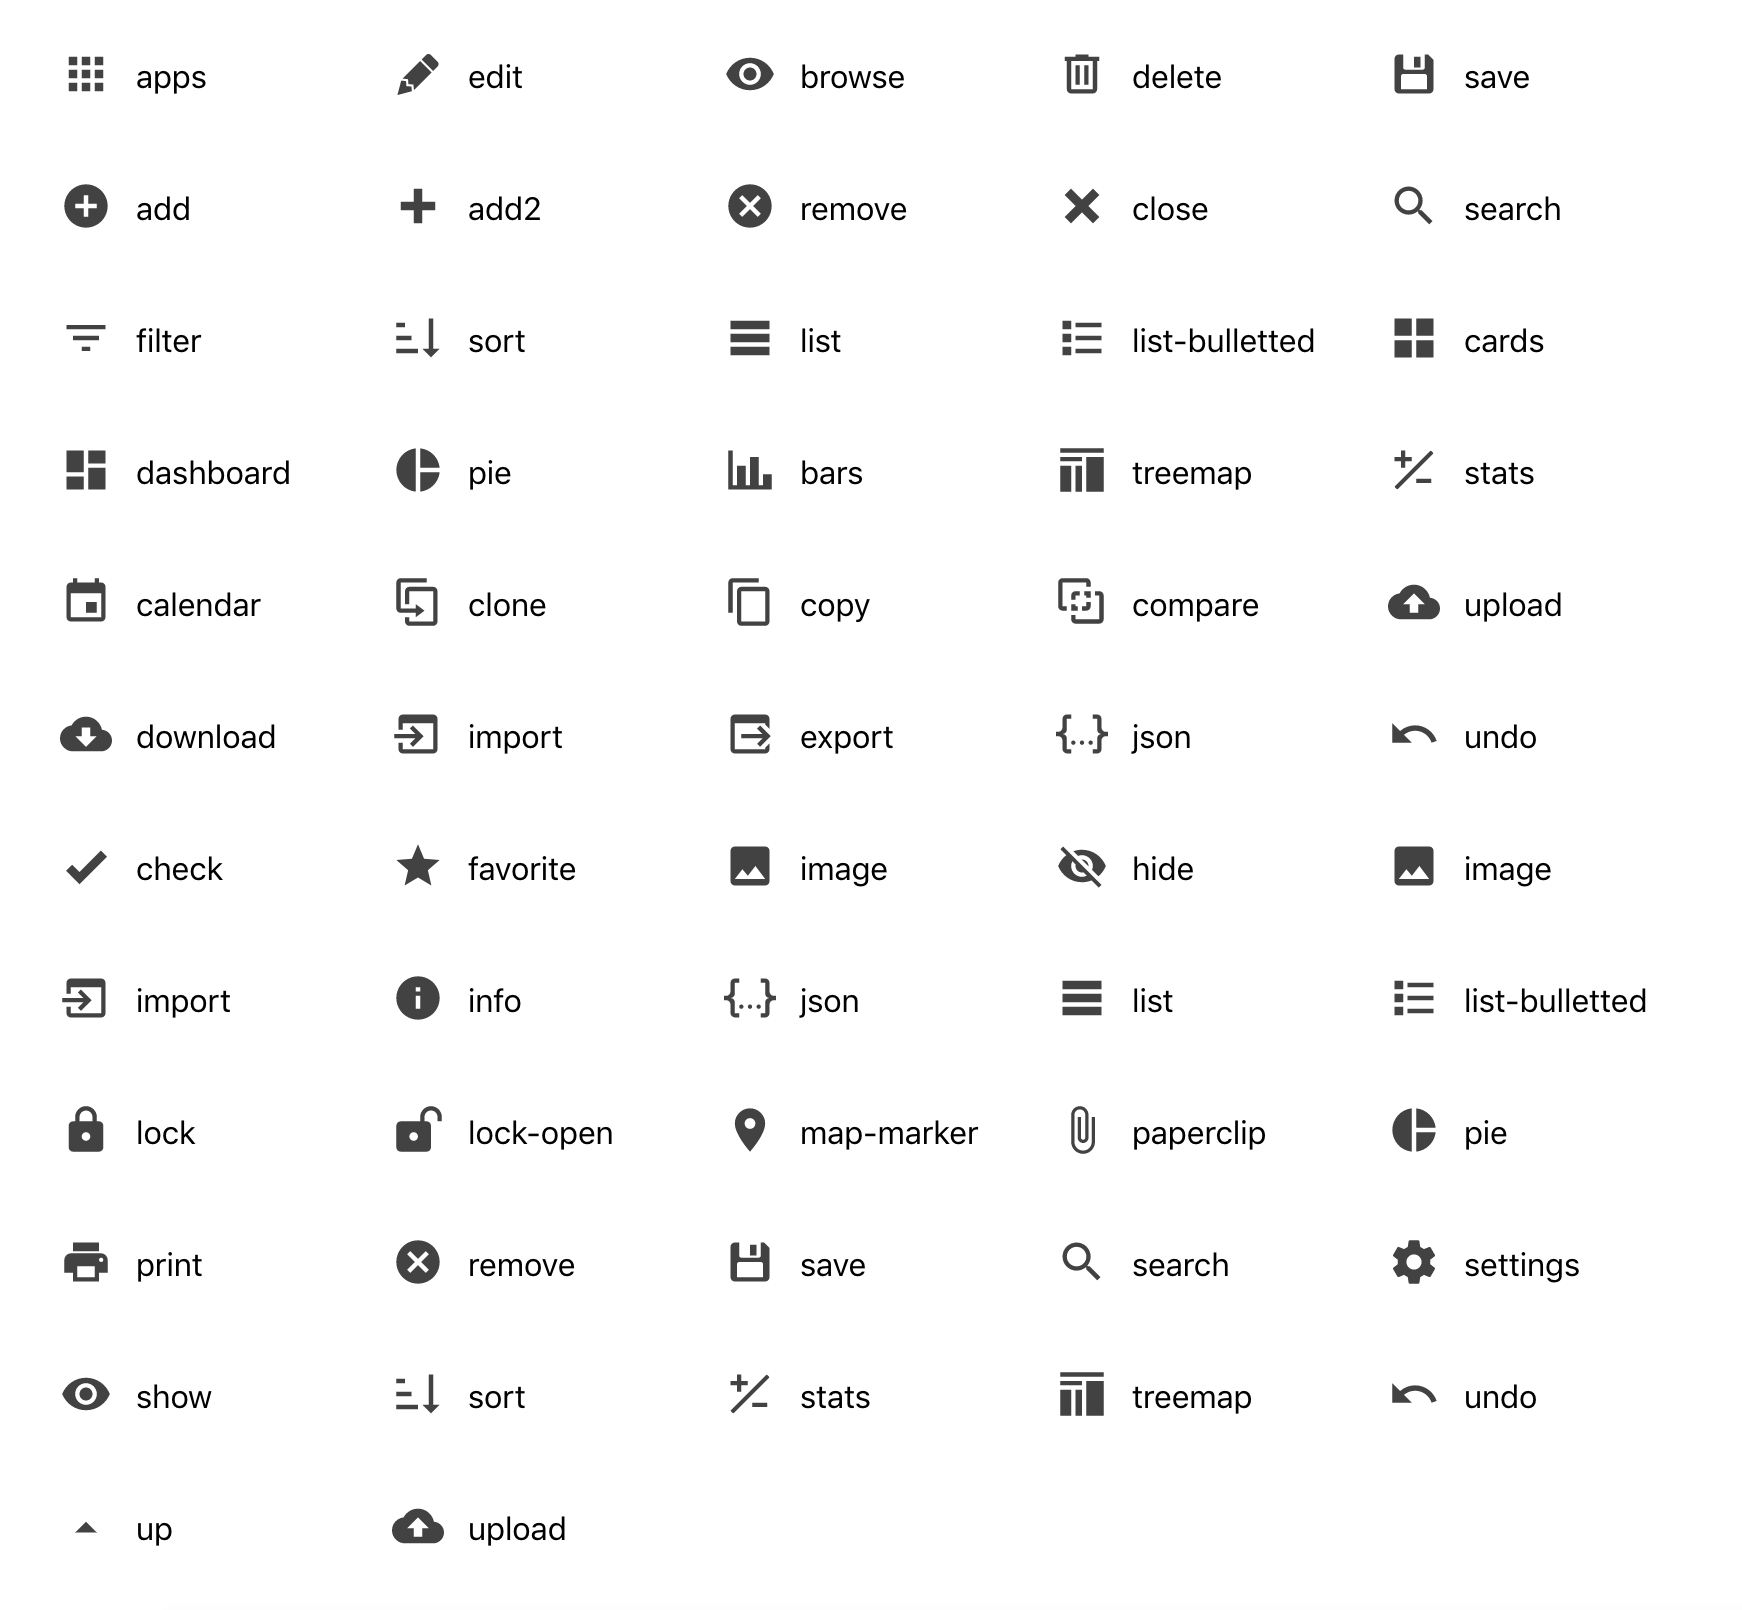 apps edit browse delete save
add add2 remove close search
filter sort list list-bulletted cards
dashboard pie bars treemap stats
calendar clone copy compare upload
download import export json undo
check favorite image hide image
import info json list list-bulletted
lock lock-open map-marker paperclip pie
print remove save search settings
show sort stats treemap undo
up upload